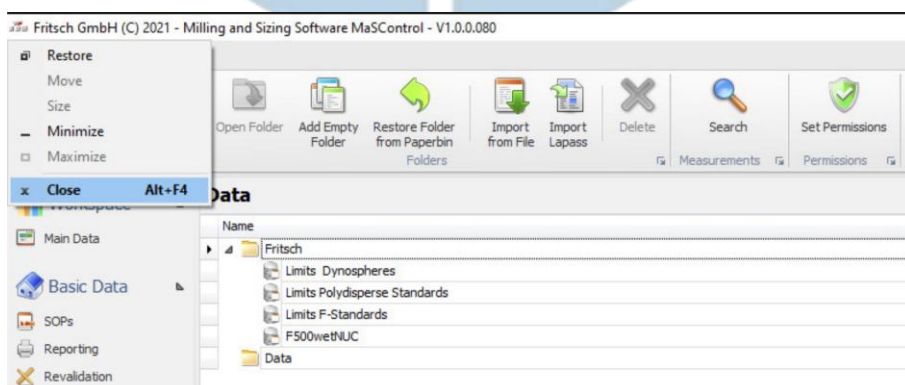 Fritsch GmbH (C) 2021 - Milling and Sizing Software MaSControl - V1.0.0.080
Restore
Move
Size
Minimize
Maximize
Close Alt+F4
Open Folder
Add Empty
Folder
Restore Folder
from Paperbin
Import
from File
Import
Lapass
Delete
Search
Set Permissions
Folders
Measurements
Permissions
Workspace
Main Data
Basic Data
SOPs
Reporting
Revalidation
Data
Name
Fritsch
Limits Dynospheres
Limits Polydisperse Standards
Limits F-Standards
F500wetNUC
Data